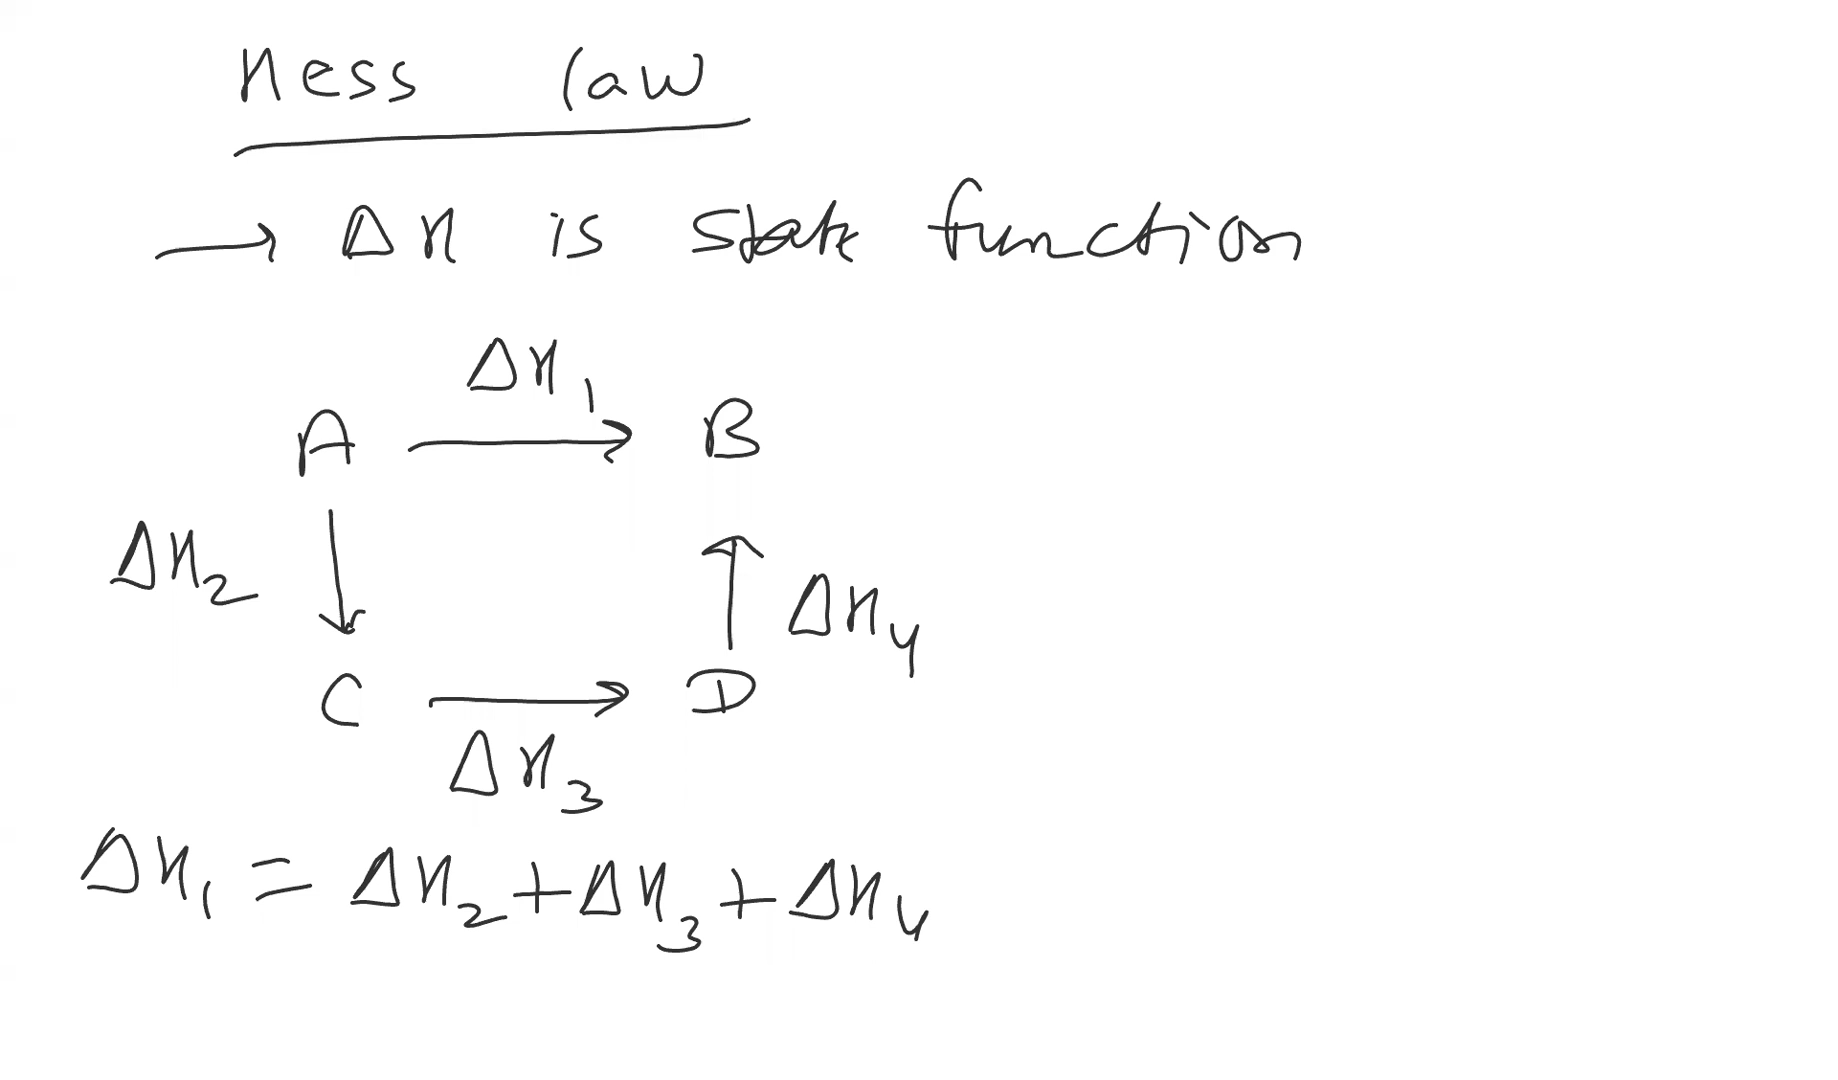 Hess law
→ ΔH is state function
ΔH₁
A → B
ΔH₂ ↓ ↑ ΔH₄
C → D
ΔH₃
ΔH₁ = ΔH₂ + ΔH₃ + ΔH₄